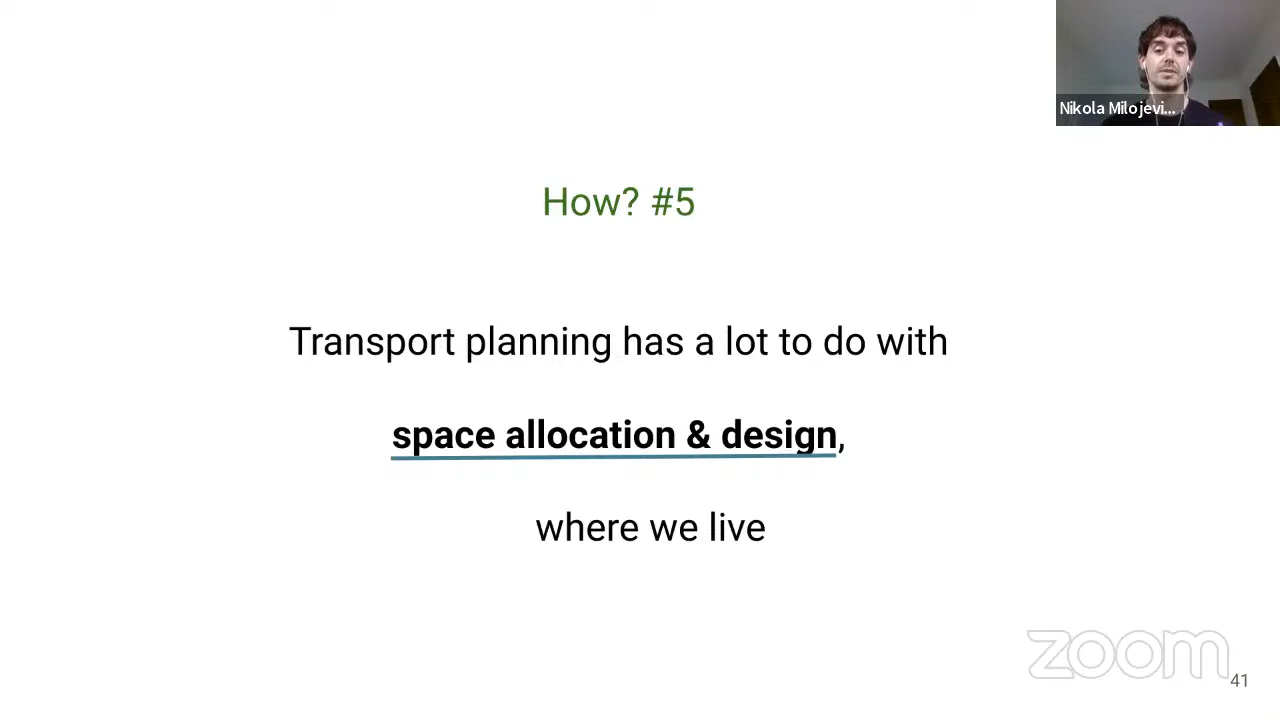 Nikola Milojevi...
How? #5
Transport planning has a lot to do with
space allocation & design,
where we live
zoom
41